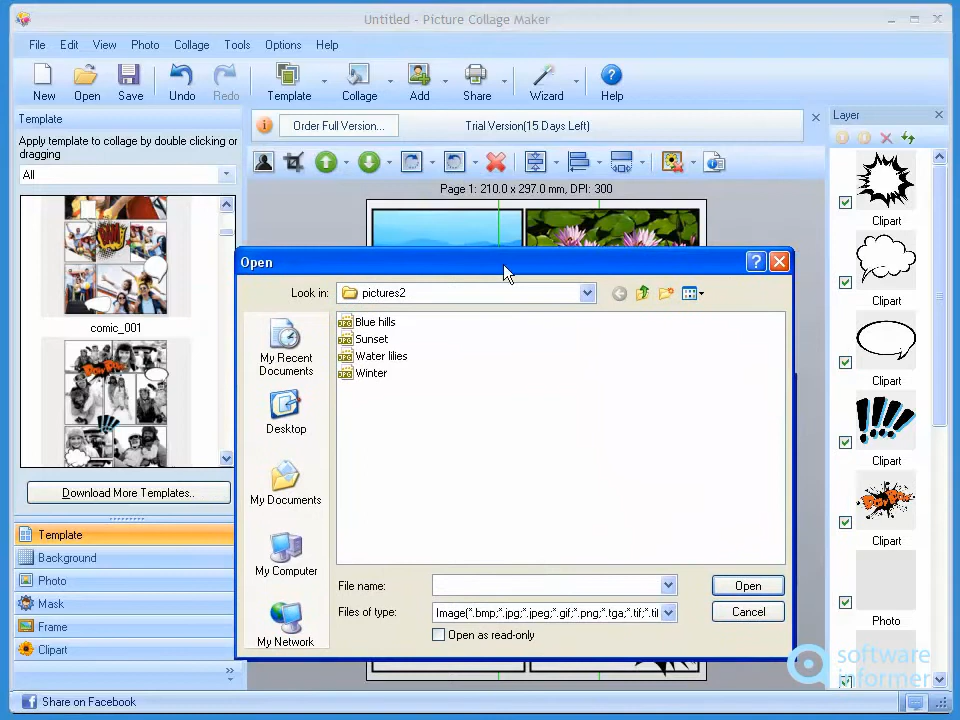 Untitled - Picture Collage Maker
File Edit View Photo Collage Tools Options Help
New Open Save Undo Redo Template Collage Add Share Wizard Help
Template
Apply template to collage by double clicking or
dragging
All
comic_001
Download More Templates..
Template
Background
Photo
Mask
Frame
Clipart
Share on Facebook
Order Full Version...
Trial Version(15 Days Left)
Page 1: 210.0 x 297.0 mm, DPI: 300
Open
Look in: pictures2
My Recent
Documents
Desktop
My Documents
My Computer
My Network
Blue hills
Sunset
Water lilies
Winter
File name:
Open
Files of type: Image(*.bmp;*.jpg;*.jpeg;*.gif;*.png;*.tga;*.tif;*.tif
Cancel
Open as read-only
Layer
Clipart
Clipart
Clipart
Clipart
Clipart
Photo
software
informer